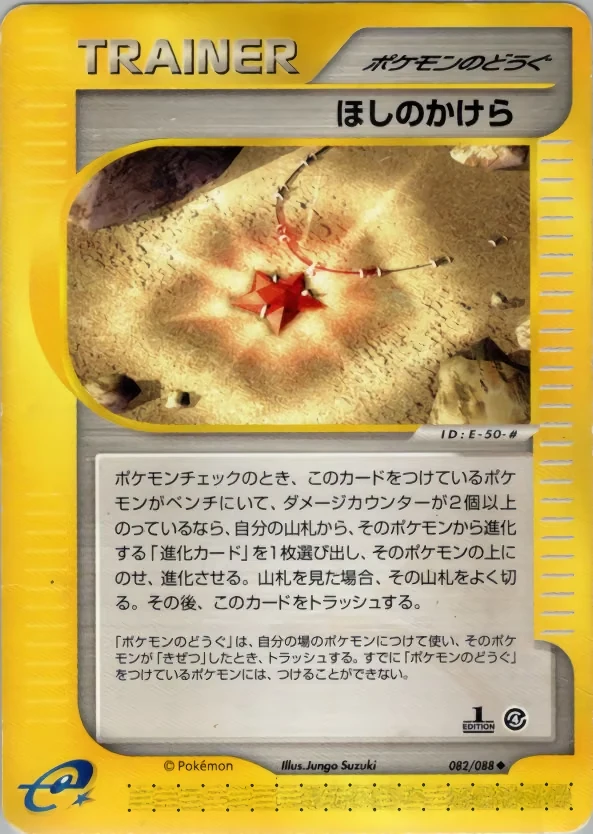 TRAINER
ポケモンのどうぐ
ほしのかけら
ID:E-50-#
ポケモンチェックのとき、このカードをつけているポケ
モンがベンチにいて、ダメージカウンターが2個以上
のっているなら、自分の山札から、そのポケモンから進化
する「進化カード」を1枚選び出し、そのポケモンの上に
のせ、進化させる。山札を見た場合、その山札をよく切
る。その後、このカードをトラッシュする。
「ポケモンのどうぐ」は、自分の場のポケモンにつけて使い、そのポケ
モンが「きぜつ」したとき、トラッシュする。すでに「ポケモンのどうぐ」
をつけているポケモンには、つけることができない。
1
EDITION
© Pokémon Illus.Jungo Suzuki 082/088◆
e